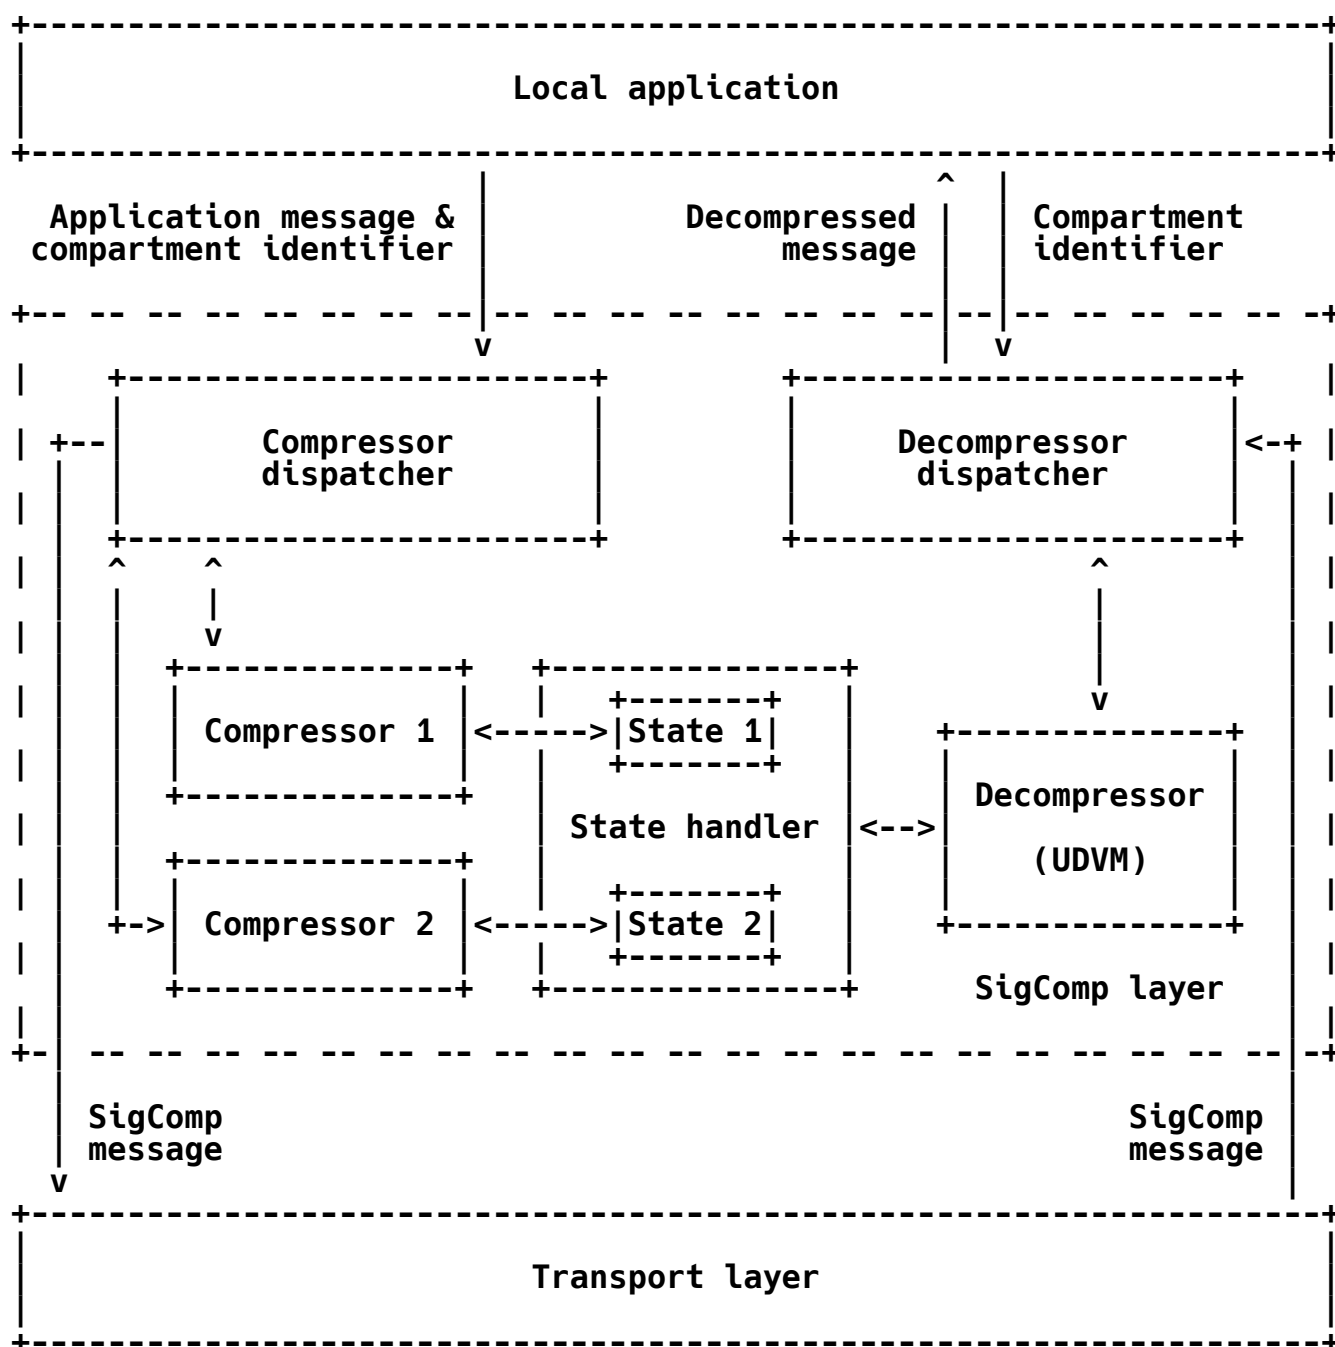 Local application
Application message &
compartment identifier
Decompressed
message
Compartment
identifier
Compressor
dispatcher
Decompressor
dispatcher
Compressor 1
State 1
Decompressor
(UDVM)
State handler
Compressor 2
State 2
SigComp layer
SigComp
message
SigComp
message
Transport layer